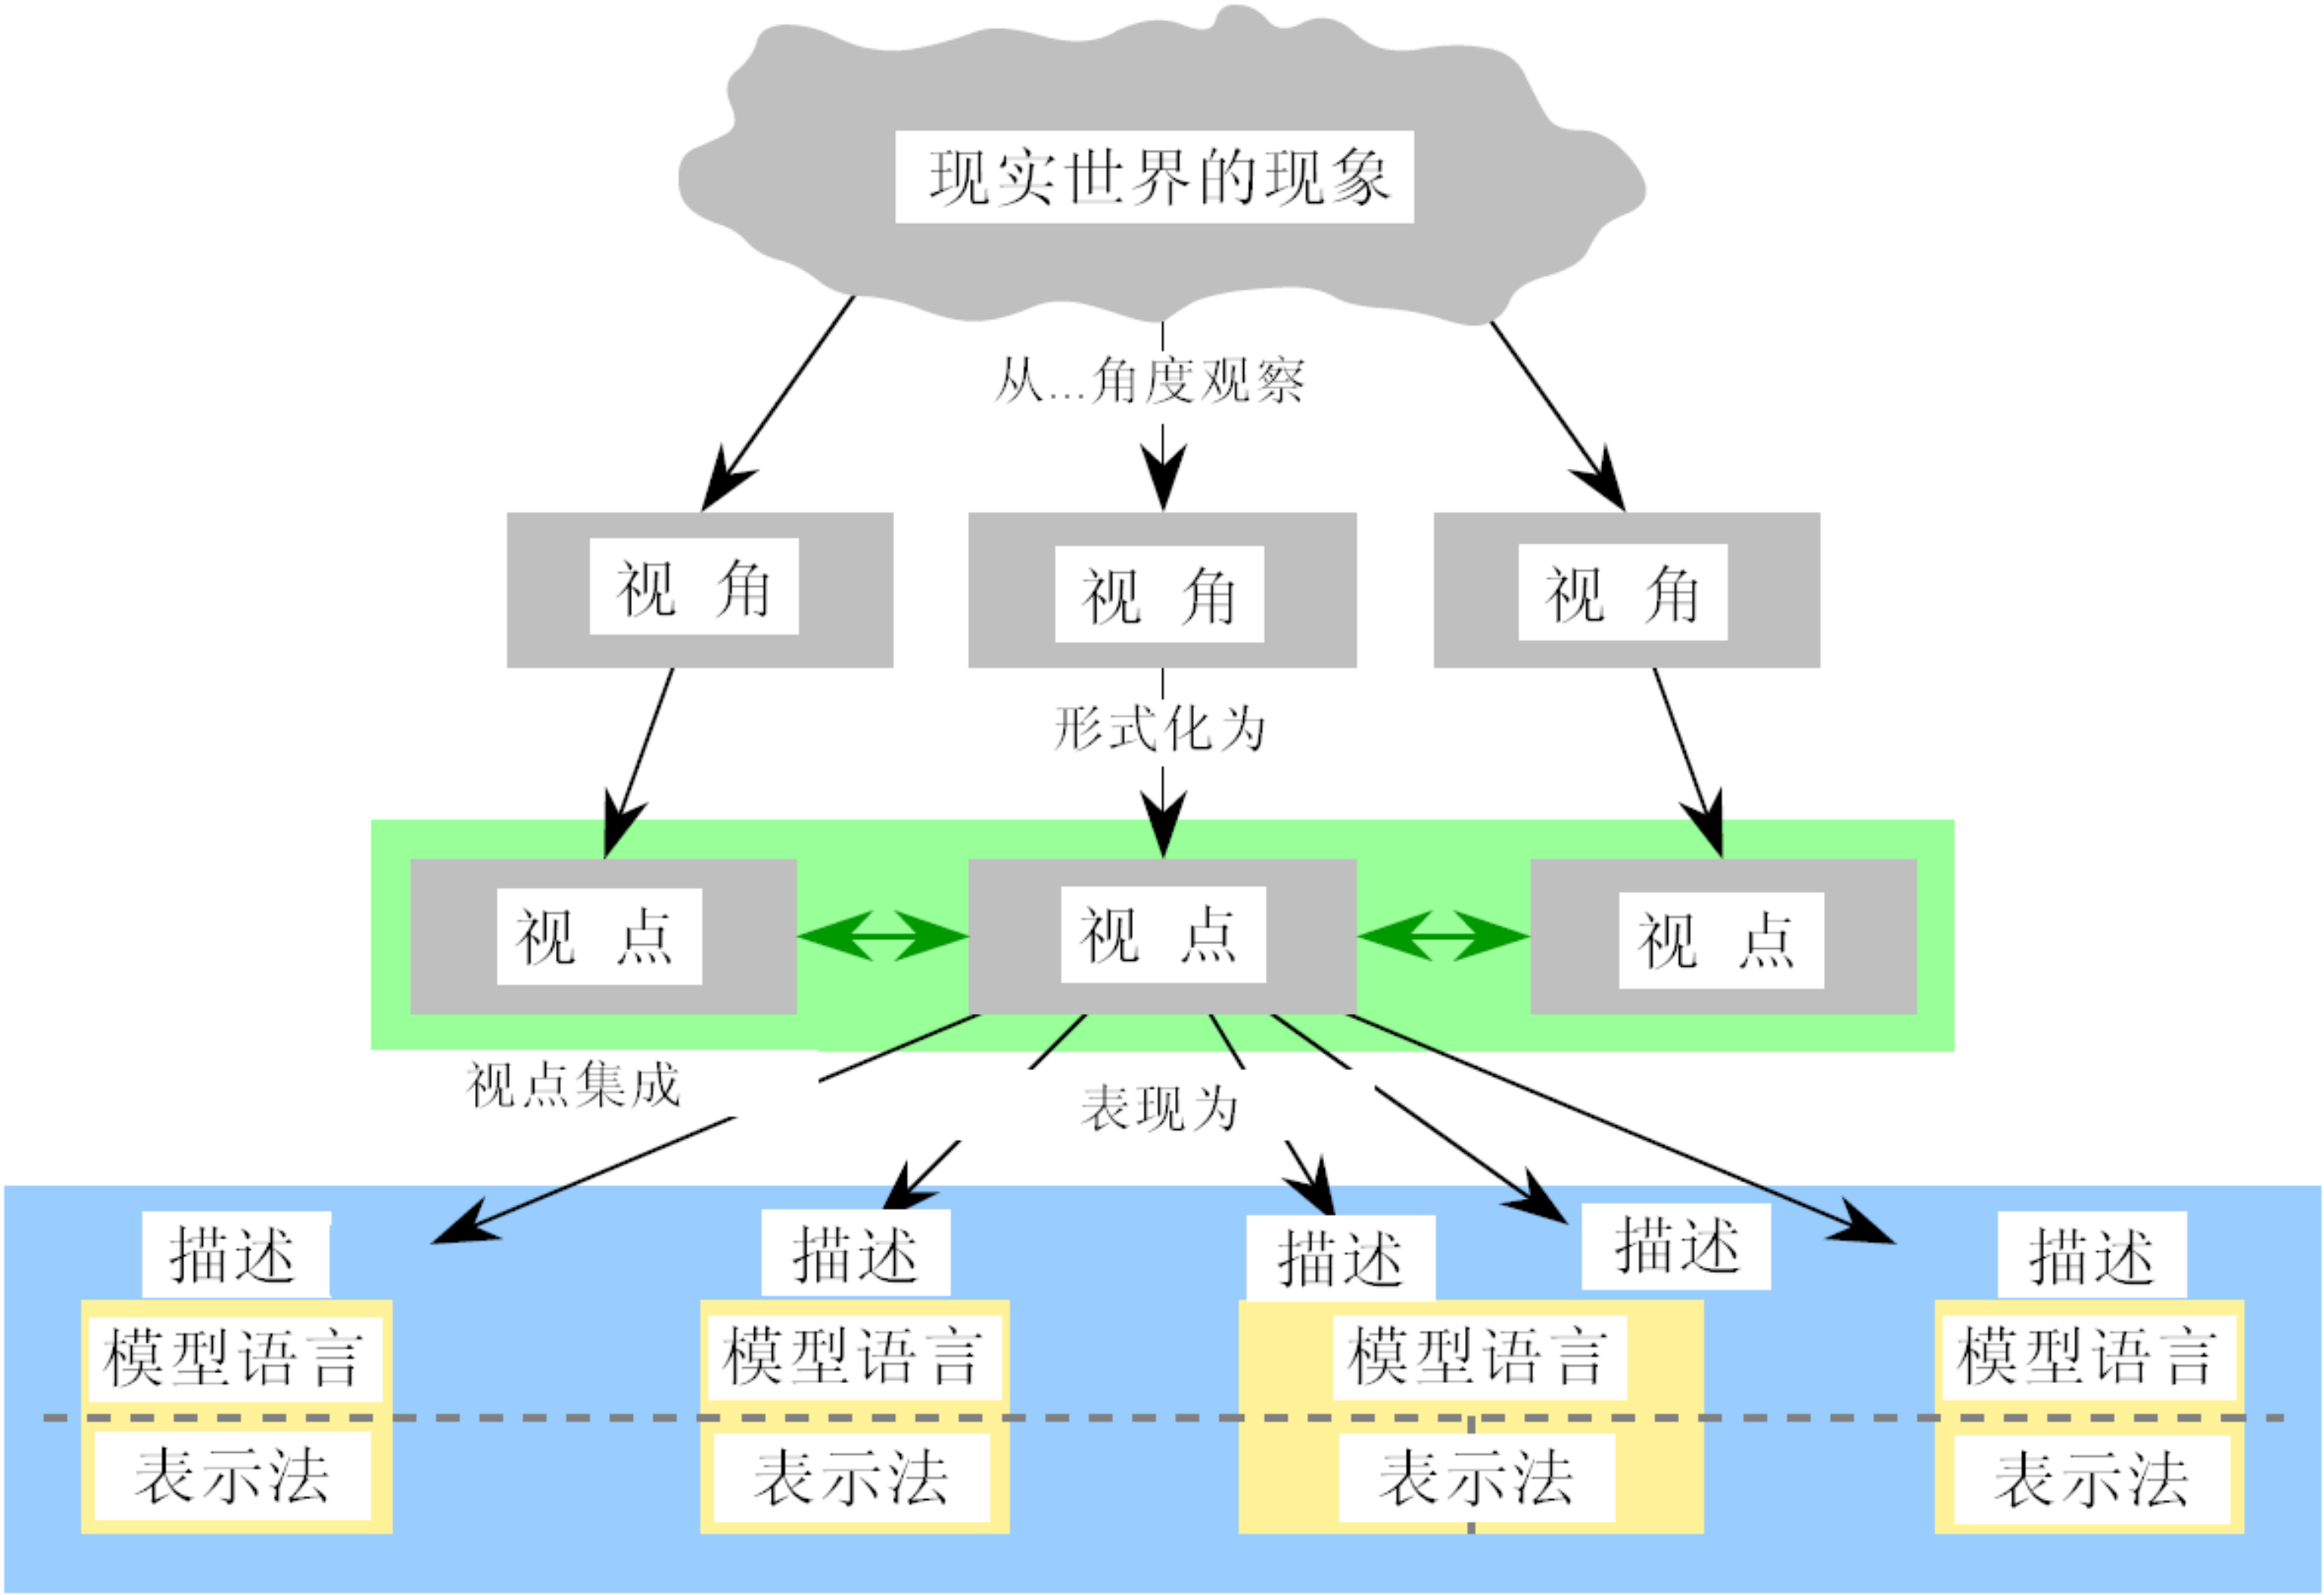 现实世界的现象
从...角度观察
视 角
视 角
视 角
形式化为
视 点
视 点
视 点
视点集成
表现为
描述
描述
描述
描述
描述
模型语言
模型语言
模型语言
模型语言
表示法
表示法
表示法
表示法